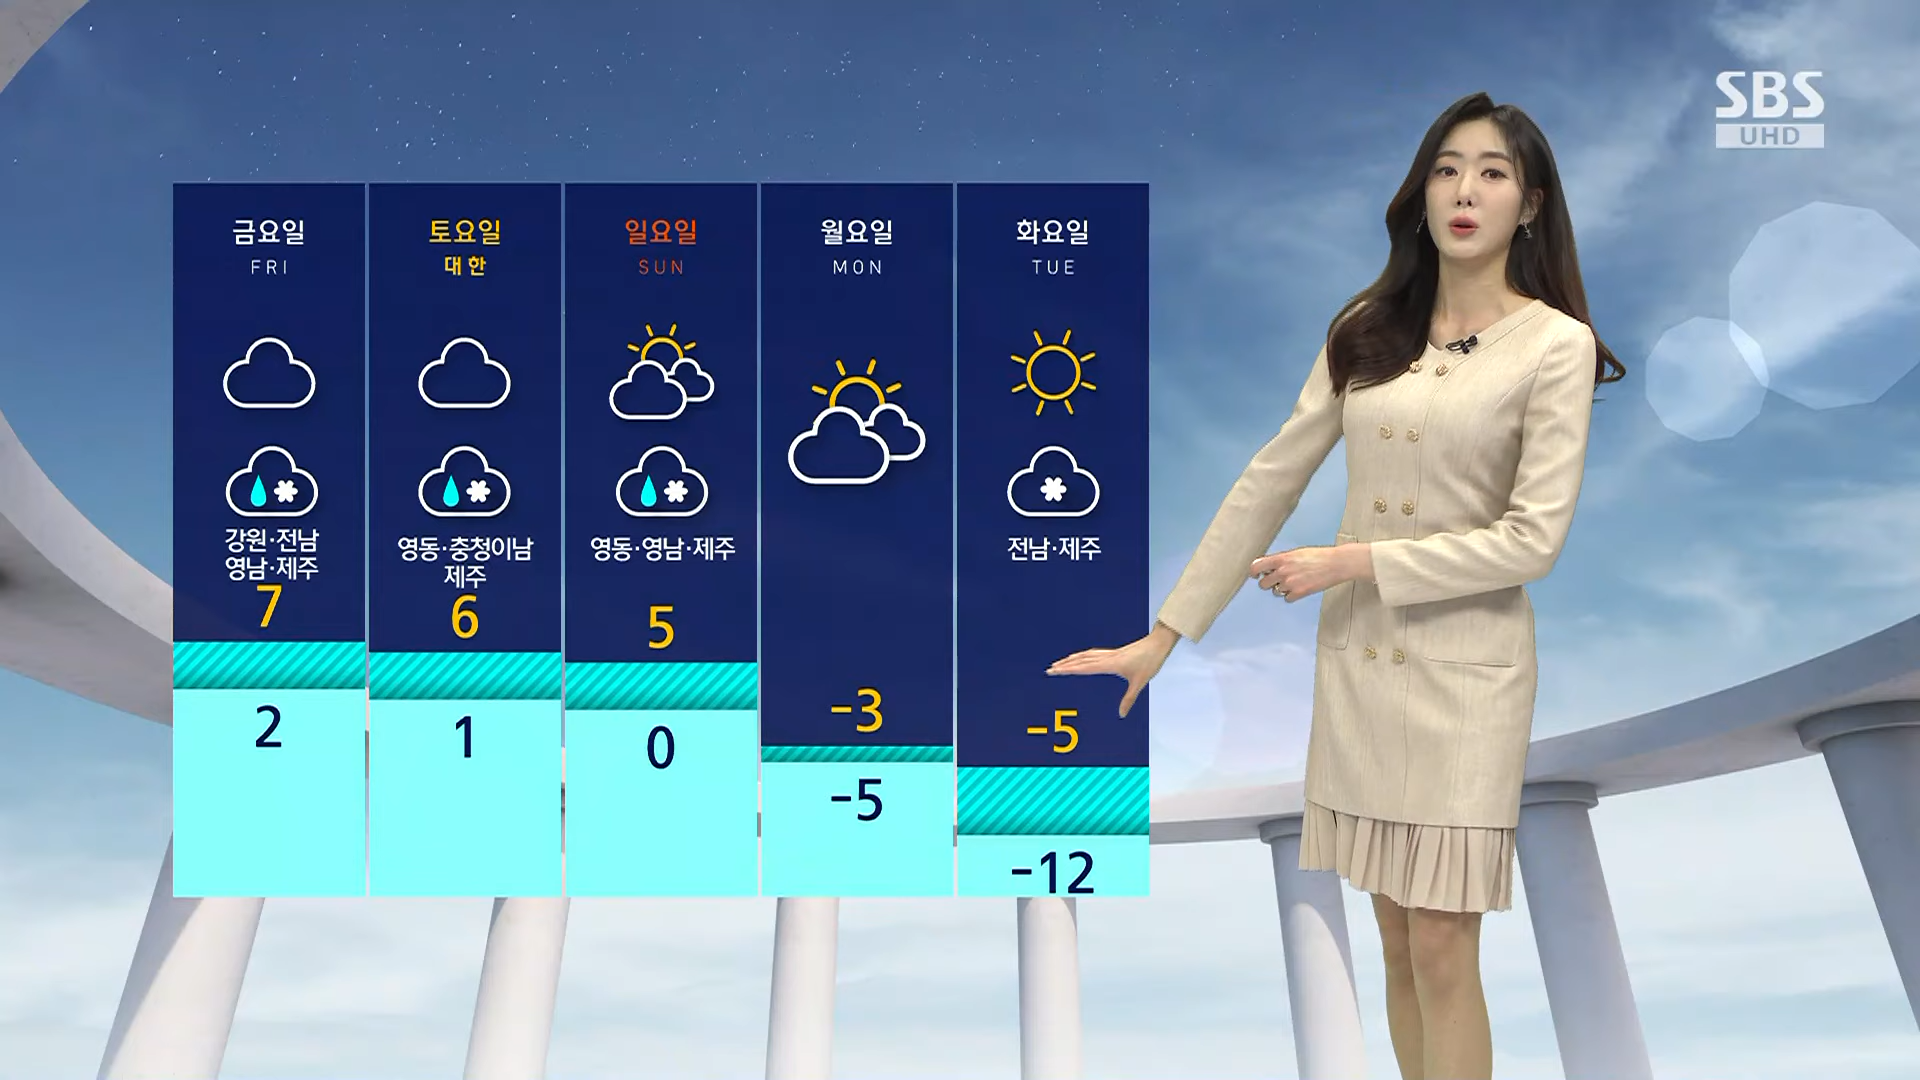 SBS
UHD
금요일
FRI
강원·전남
영남·제주
7
2
토요일
대한
영동·충청이남
제주
6
1
일요일
SUN
영동·영남·제주
5
0
월요일
MON
-3
-5
화요일
TUE
전남·제주
-5
-12